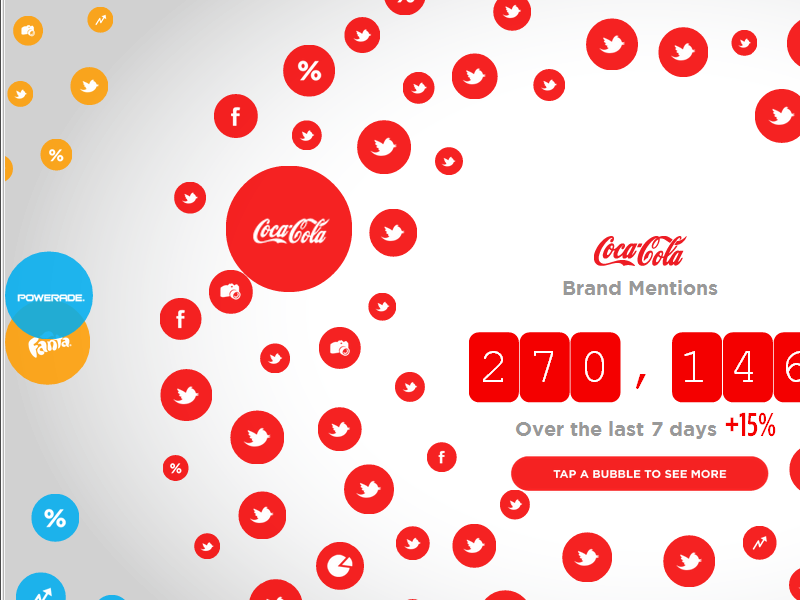 %
f
%
Coca-Cola
Coca-Cola
Brand Mentions
POWERADE.
f
Fanta
270,146
Over the last 7 days +15%
f
%
TAP A BUBBLE TO SEE MORE
%